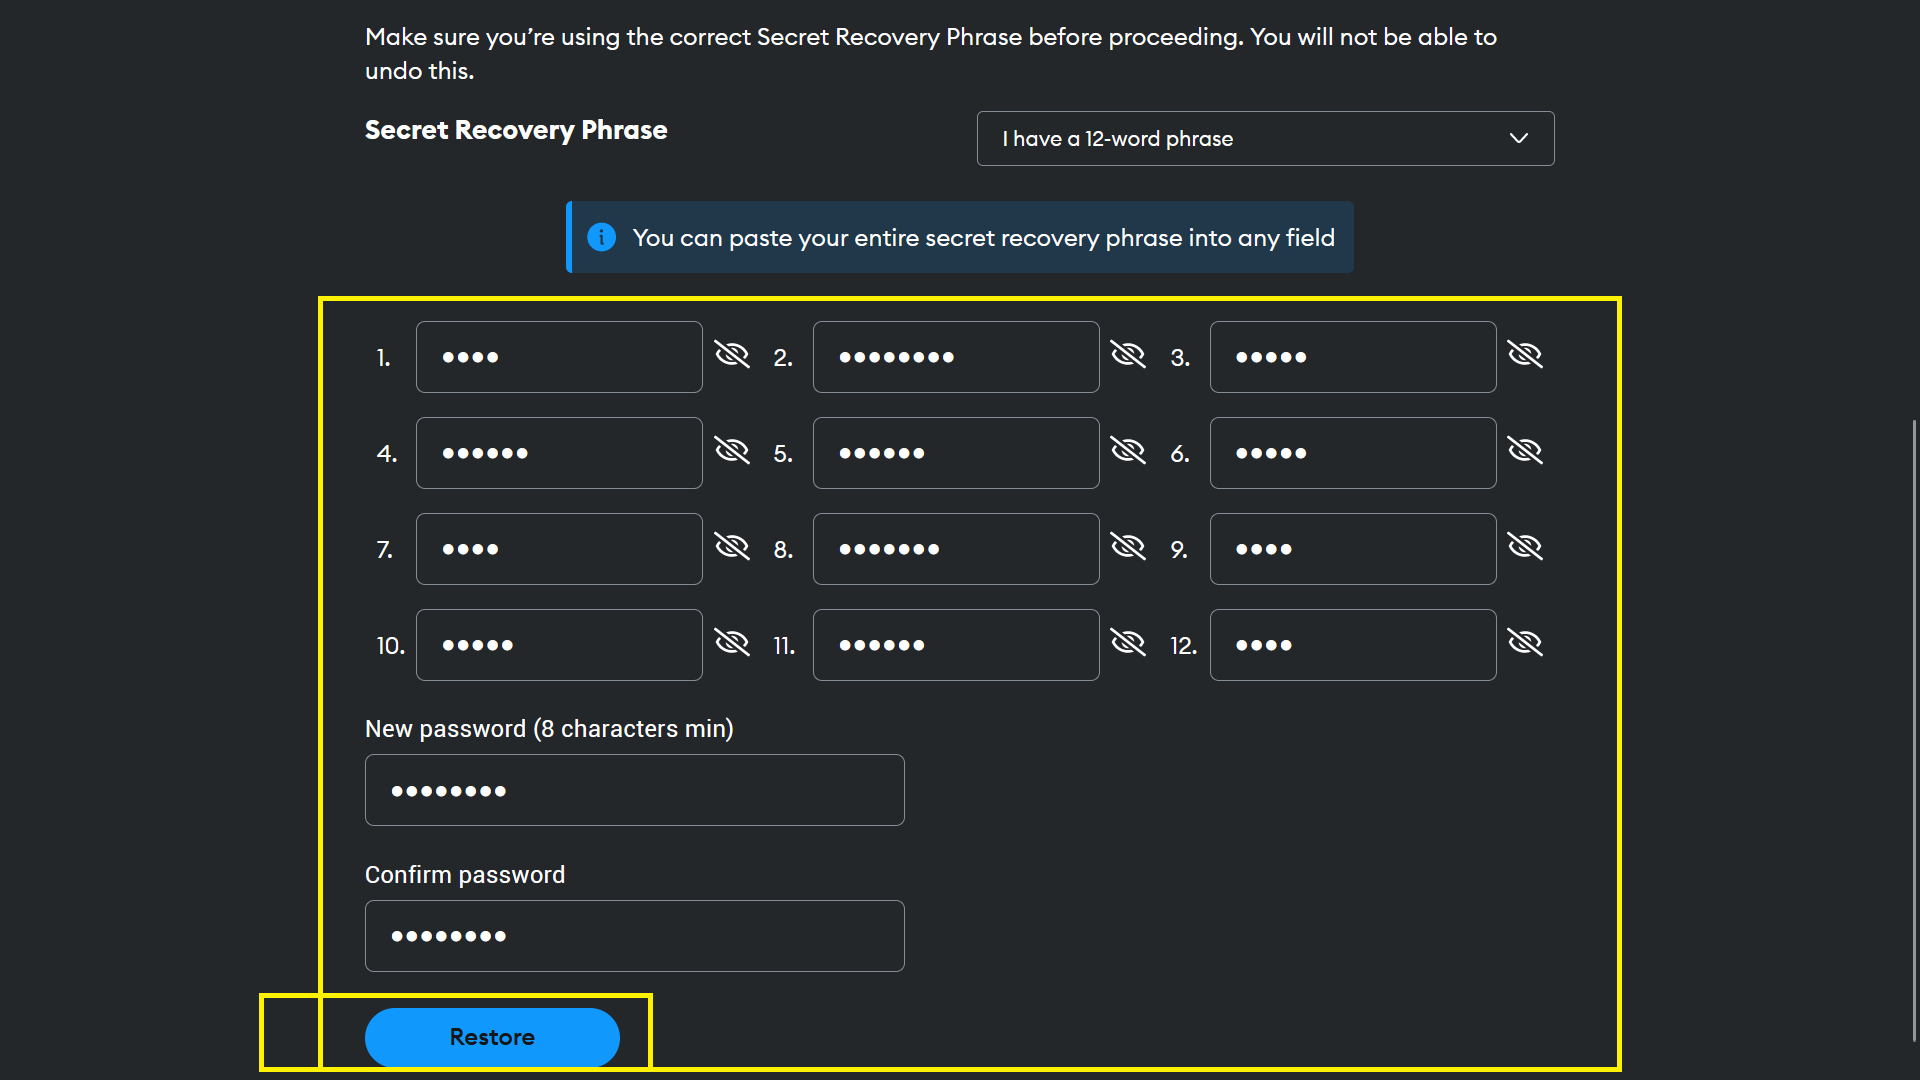 Make sure you’re using the correct Secret Recovery Phrase before proceeding. You will not be able to
undo this.
Secret Recovery Phrase
I have a 12-word phrase
You can paste your entire secret recovery phrase into any field
1. •••• 2. •••••••• 3. •••••
4. •••••• 5. •••••• 6. •••••
7. •••• 8. ••••••• 9. ••••
10. ••••• 11. •••••• 12. ••••
New password (8 characters min)
••••••••
Confirm password
••••••••
Restore